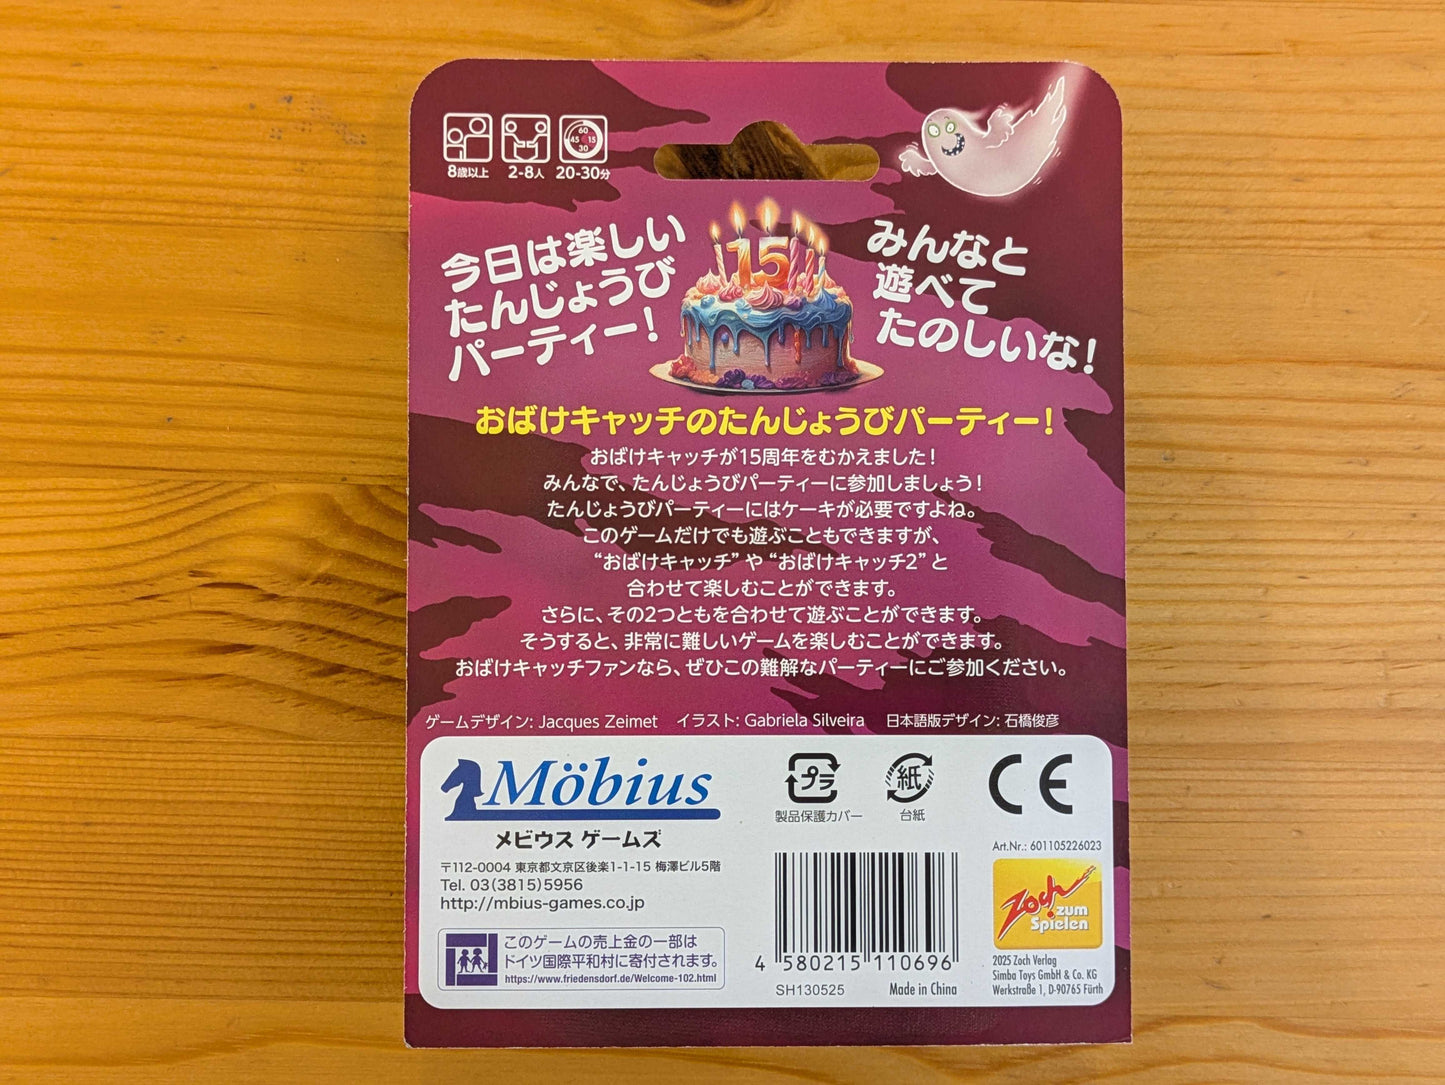 60
45 15
30
8歳以上 2-8人 20-30分
今日は楽しい
たんじょうび
パーティー!
15
みんなと
遊べて
たのしいな!
おばけキャッチのたんじょうびパーティー!
おばけキャッチが15周年をむかえました!
みんなで、たんじょうびパーティーに参加しましょう!
たんじょうびパーティーにはケーキが必要ですよね。
このゲームだけでも遊ぶこともできますが、
“おばけキャッチ” や “おばけキャッチ2” と
合わせて楽しむことができます。
さらに、その2つともを合わせて遊ぶことができます。
そうすると、非常に難しいゲームを楽しむことができます。
おばけキャッチファンなら、ぜひこの難解なパーティーにご参加ください。
ゲームデザイン: Jacques Zeimet イラスト: Gabriela Silveira 日本語版デザイン: 石橋俊彦
Möbius
メビウス ゲームズ
〒112-0004 東京都文京区後楽1-1-15 梅澤ビル5階
Tel. 03(3815)5956
http://mbius-games.co.jp
このゲームの売上金の一部は
ドイツ国際平和村に寄付されます。
https://www.friedensdorf.de/Welcome-102.html
プラ
製品保護カバー
紙
台紙
CE
4 580215 110696
SH130525 Made in China
Art.Nr.: 601105226023
Zoch
zum
Spielen
2025 Zoch Verlag
Simba Toys GmbH & Co. KG
Werkstraße 1, D-90765 Fürth